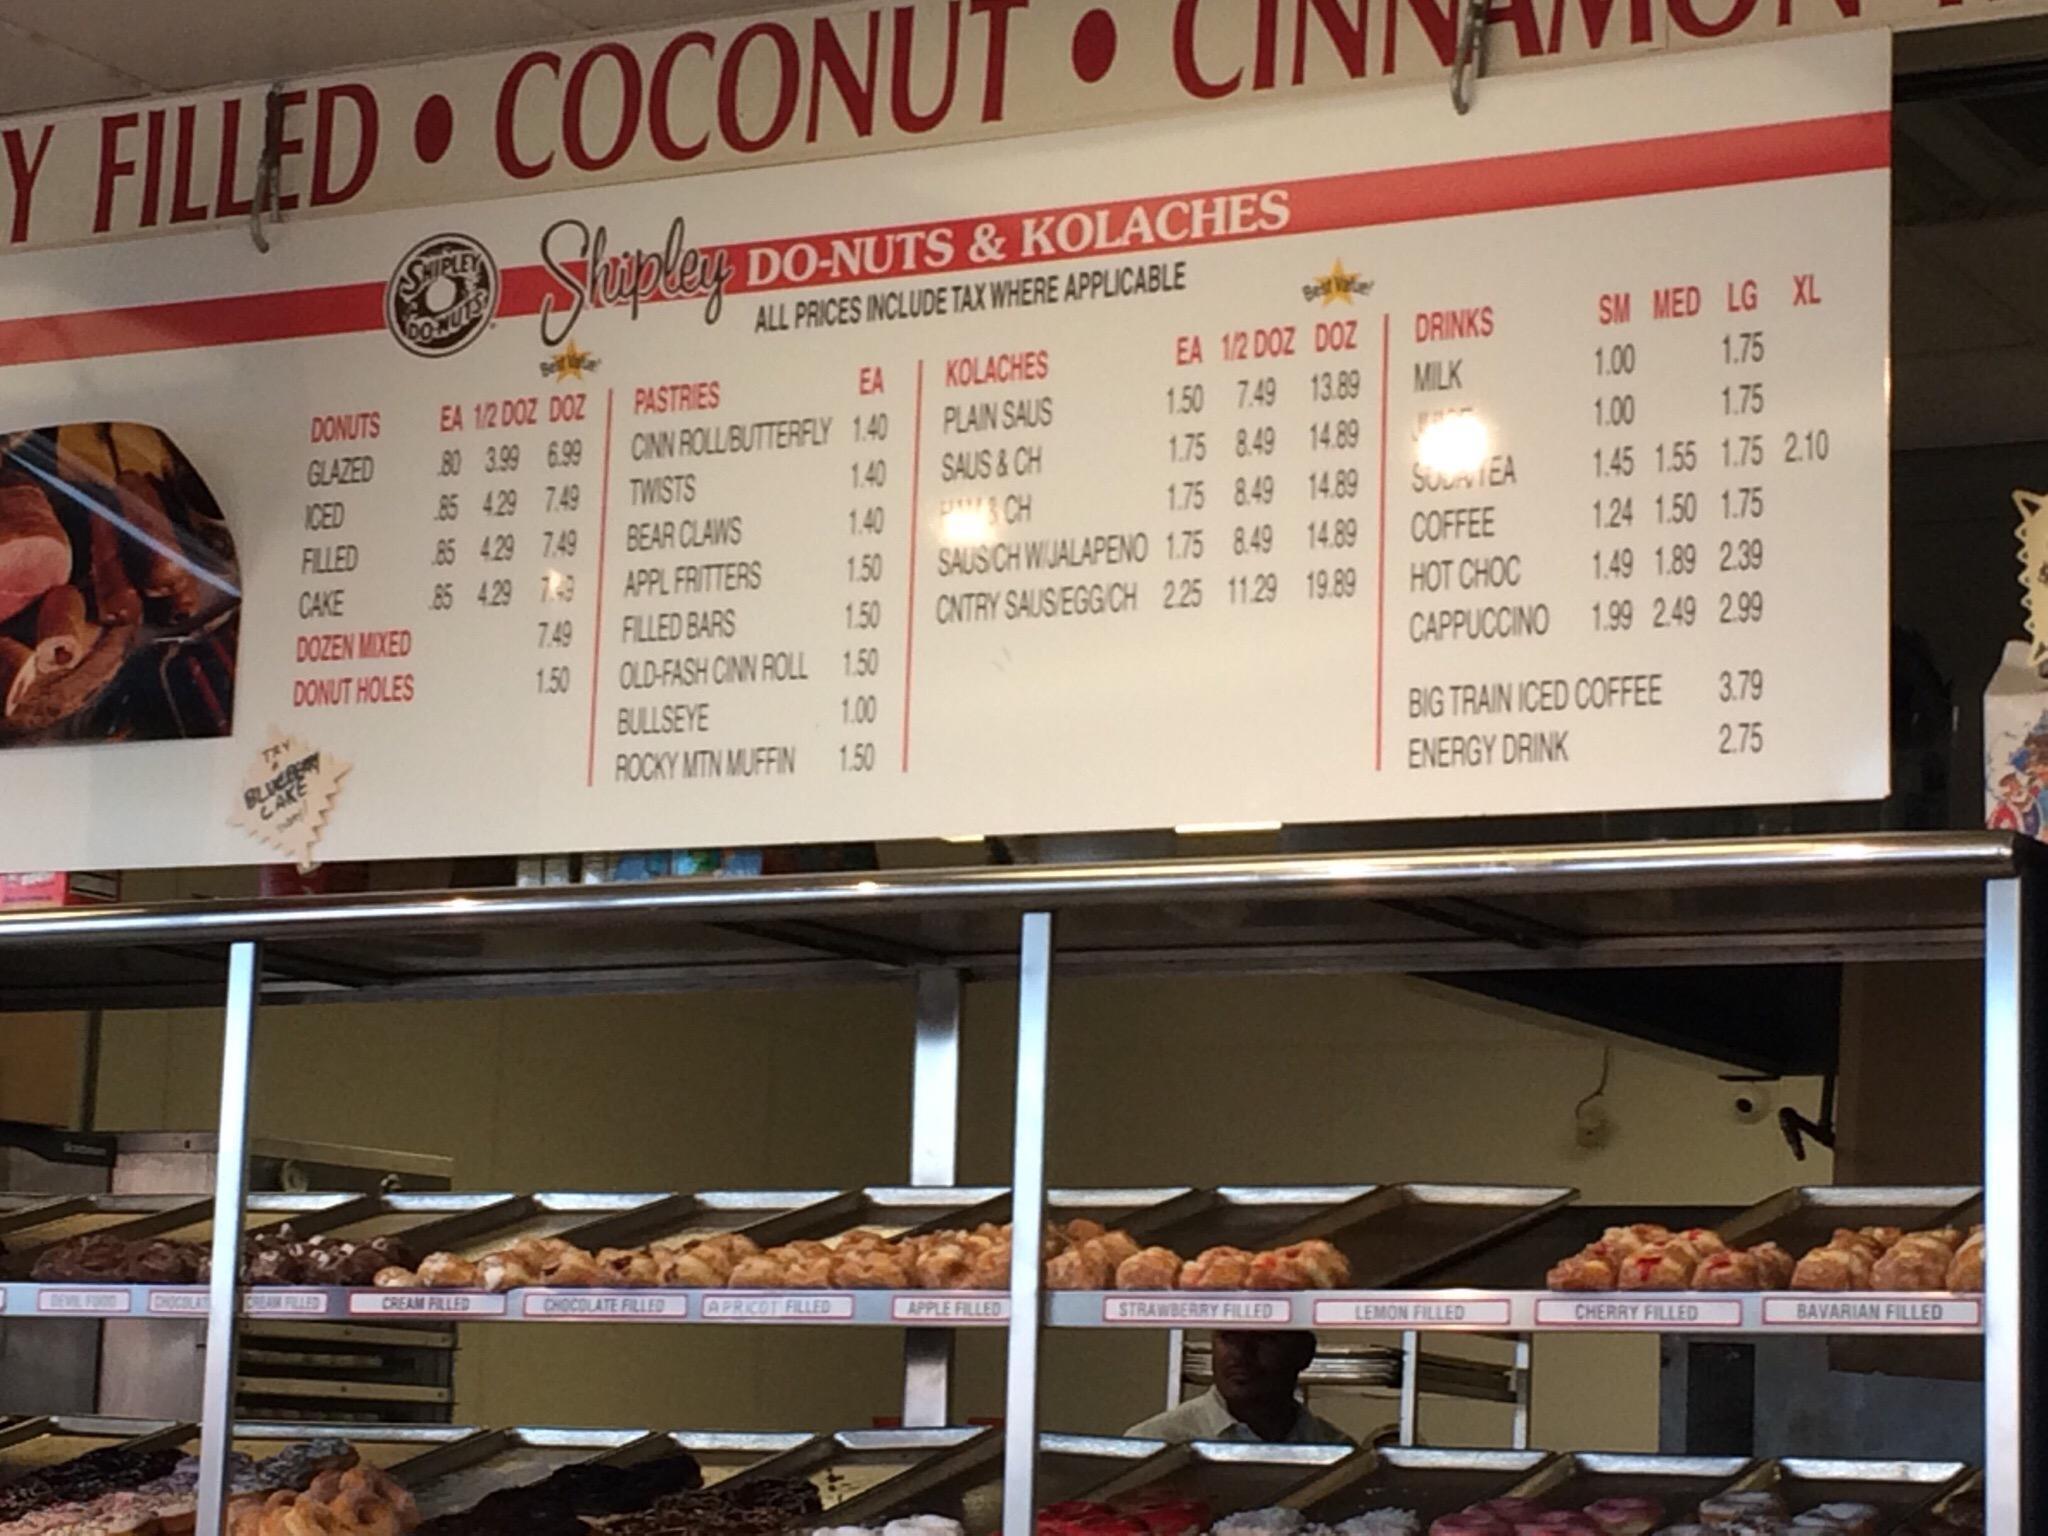 Y FILLED • COCONUT • CINNAMON
SHIPLEY DO-NUTS
Shipley DO-NUTS & KOLACHES
ALL PRICES INCLUDE TAX WHERE APPLICABLE
Best Value!
DONUTS EA 1/2 DOZ DOZ
GLAZED .80 3.99 6.99
ICED .85 4.29 7.49
FILLED .85 4.29 7.49
CAKE .85 4.29 7.49
DOZEN MIXED 7.49
DONUT HOLES 1.50
TRY
A
BLUEBERRY
CAKE
today!
PASTRIES EA
CINN ROLL/BUTTERFLY 1.40
TWISTS 1.40
BEAR CLAWS 1.40
APPL FRITTERS 1.50
FILLED BARS 1.50
OLD-FASH CINN ROLL 1.50
BULLSEYE 1.00
ROCKY MTN MUFFIN 1.50
Best Value!
KOLACHES EA 1/2 DOZ DOZ
PLAIN SAUS 1.50 7.49 13.89
SAUS & CH 1.75 8.49 14.89
HAM & CH 1.75 8.49 14.89
SAUS/CH W/JALAPENO 1.75 8.49 14.89
CNTRY SAUS/EGG/CH 2.25 11.29 19.89
DRINKS SM MED LG XL
MILK 1.00 1.75
1.00 1.75
SODA/TEA 1.45 1.55 1.75 2.10
COFFEE 1.24 1.50 1.75
HOT CHOC 1.49 1.89 2.39
CAPPUCCINO 1.99 2.49 2.99
BIG TRAIN ICED COFFEE 3.79
ENERGY DRINK 2.75
DEVIL FOOD
CHOCOLAT CREAM FILLED
CREAM FILLED
CHOCOLATE FILLED
APRICOT FILLED
APPLE FILLED
STRAWBERRY FILLED
LEMON FILLED
CHERRY FILLED
BAVARIAN FILLED